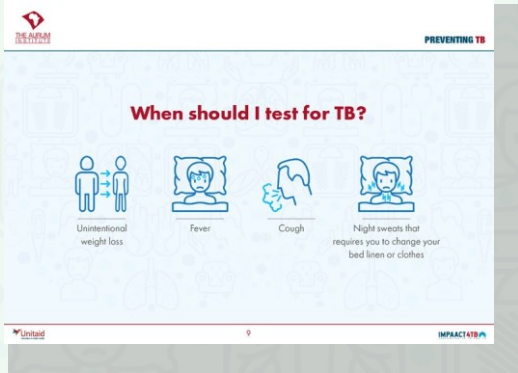 THE AURUM
INSTITUTE
PREVENTING TB
When should I test for TB?
Unintentional
weight loss
Fever
Cough
Night sweats that
requires you to change your
bed linen or clothes
Unitaid
9
IMPAACT4TB